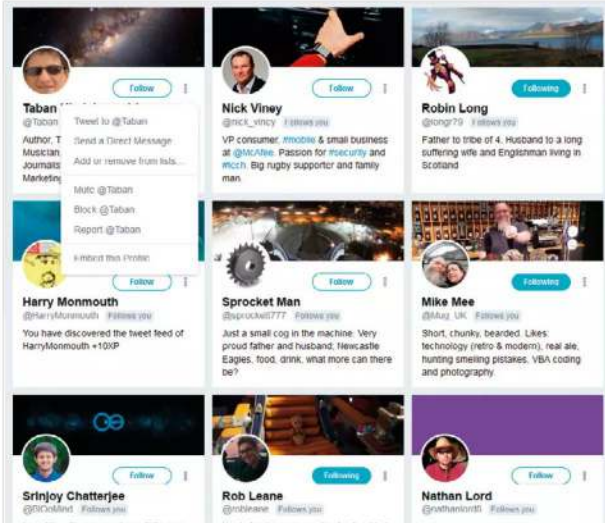 Follow
Taban
@Taban
Author, T
Musician,
Journalis
Marketing
Tweet to @Taban
Send a Direct Message
Add or remove from lists...
Mute @Taban
Block @Taban
Report @Taban
Embed this Profile
Follow
Nick Viney
@nick_viney Follows you
VP consumer, #mobile & small business
at @McAfee. Passion for #security and
#tech. Big rugby supporter and family
man.
Following
Robin Long
@longr79 Follows you
Father to tribe of 4. Husband to a long
suffering wife and Englishman living in
Scotland
Follow
Harry Monmouth
@HarryMonmouth Follows you
You have discovered the tweet feed of
HarryMonmouth +10XP
Follow
Sprocket Man
@sprocket777 Follows you
Just a small cog in the machine. Very
proud father and husband; Newcastle
Eagles, food, drink, what more can there
be?
Following
Mike Mee
@Mug_UK Follows you
Short, chunky, bearded. Likes:
technology (retro & modern), real ale,
hunting smelling pistakes, VBA coding
and photography.
Follow
Srinjoy Chatterjee
Follows you
Following
Rob Leane
@robleane Follows you
Follow
Nathan Lord
@nathanlord5 Follows you